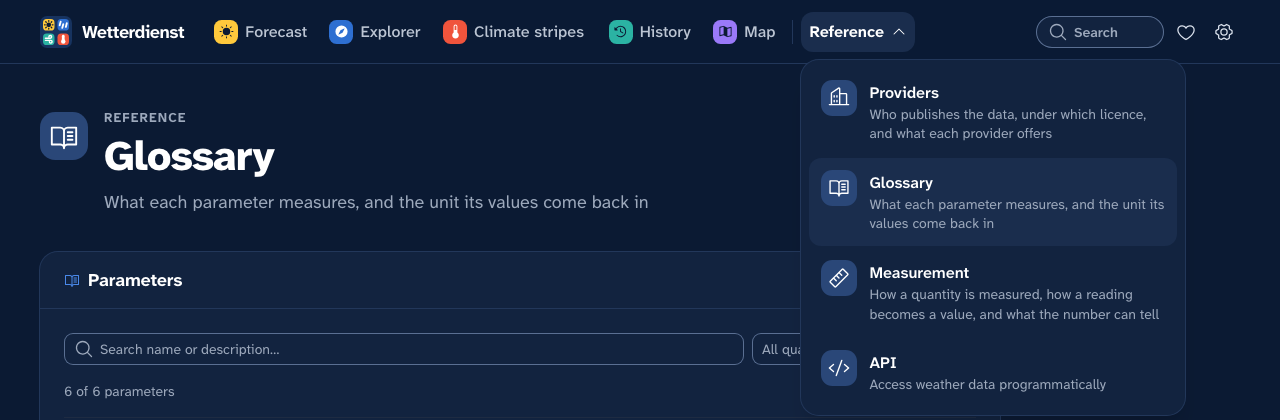 Wetterdienst
Forecast
Explorer
Climate stripes
History
Map
Reference
Search
REFERENCE
Glossary
What each parameter measures, and the unit its values come back in
Parameters
Search name or description...
All qua
6 of 6 parameters
Providers
Who publishes the data, under which licence,
and what each provider offers
Glossary
What each parameter measures, and the unit its
values come back in
Measurement
How a quantity is measured, how a reading
becomes a value, and what the number can tell
API
Access weather data programmatically